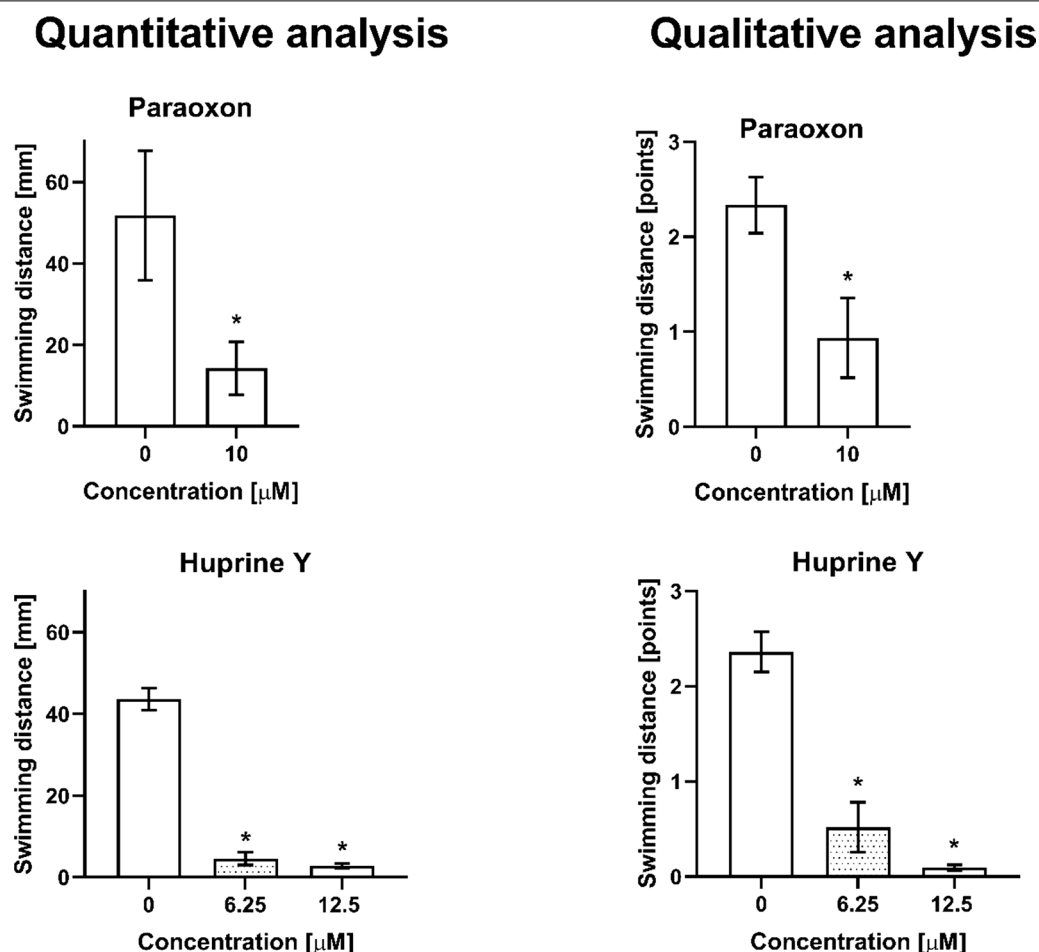 Quantitative analysis
Qualitative analysis
Paraoxon
Swimming distance [mm]
60
40
20
0
*
0 10
Concentration [μM]
Paraoxon
Swimming distance [points]
3
2
1
0
*
0 10
Concentration [μM]
Huprine Y
Swimming distance [mm]
60
40
20
0
* *
0 6.25 12.5
Concentration [μM]
Huprine Y
Swimming distance [points]
3
2
1
0
*
*
0 6.25 12.5
Concentration [μM]